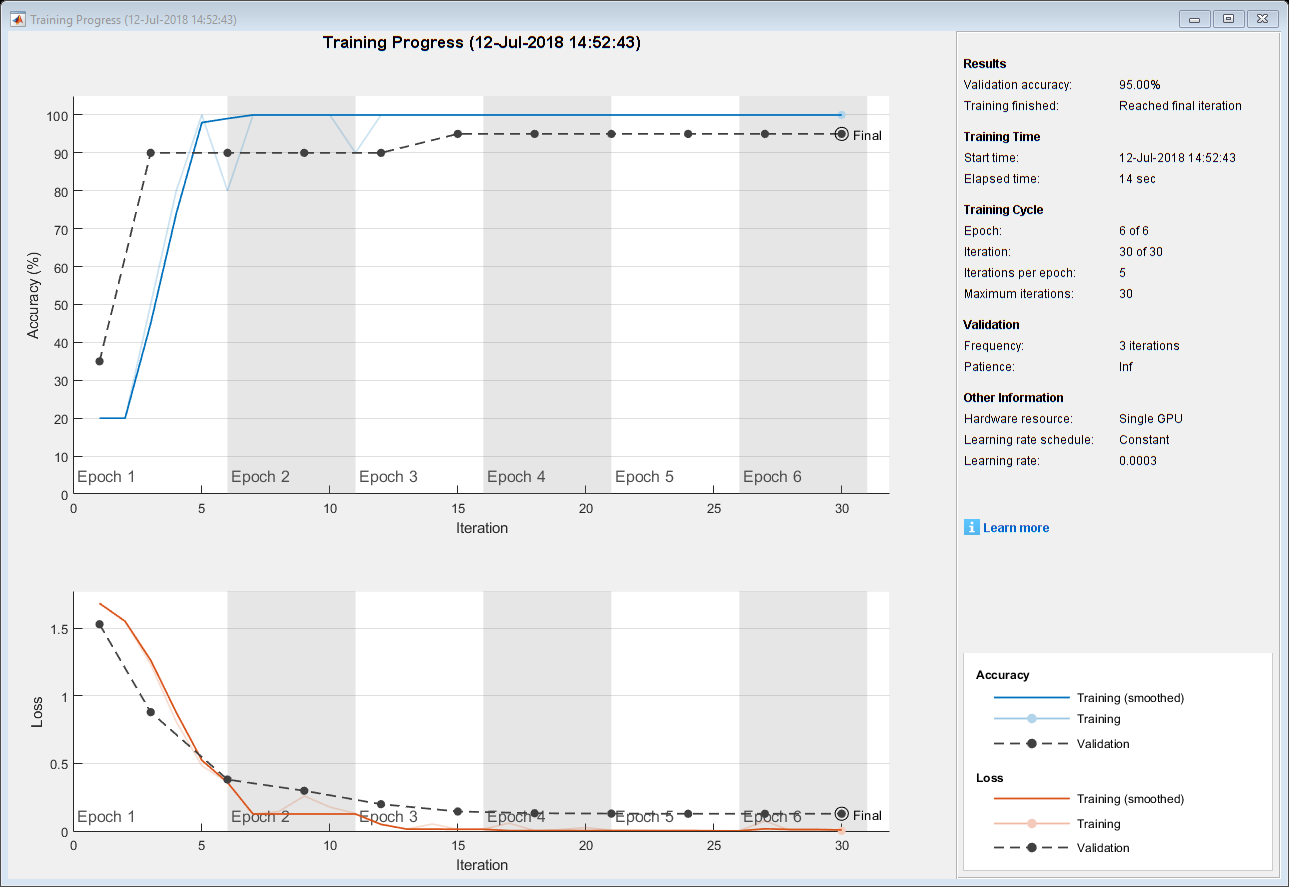 Training Progress (12-Jul-2018 14:52:43)
Training Progress (12-Jul-2018 14:52:43)
100
90
80
70
60
50
40
30
20
10
0
Accuracy (%)
Final
Epoch 1 Epoch 2 Epoch 3 Epoch 4 Epoch 5 Epoch 6
0 5 10 15 20 25 30
Iteration
1.5
1
0.5
0
Loss
Final
Epoch 1 Epoch 2 Epoch 3 Epoch 4 Epoch 5 Epoch 6
0 5 10 15 20 25 30
Iteration
Results
Validation accuracy: 95.00%
Training finished: Reached final iteration
Training Time
Start time: 12-Jul-2018 14:52:43
Elapsed time: 14 sec
Training Cycle
Epoch: 6 of 6
Iteration: 30 of 30
Iterations per epoch: 5
Maximum iterations: 30
Validation
Frequency: 3 iterations
Patience: Inf
Other Information
Hardware resource: Single GPU
Learning rate schedule: Constant
Learning rate: 0.0003
i Learn more
Accuracy
Training (smoothed)
Training
Validation
Loss
Training (smoothed)
Training
Validation